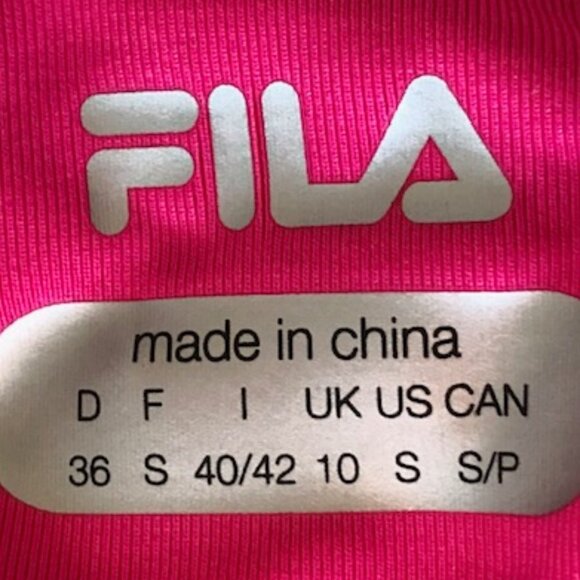 FILA
made in china
D F I UK US CAN
36 S 40/42 10 S S/P